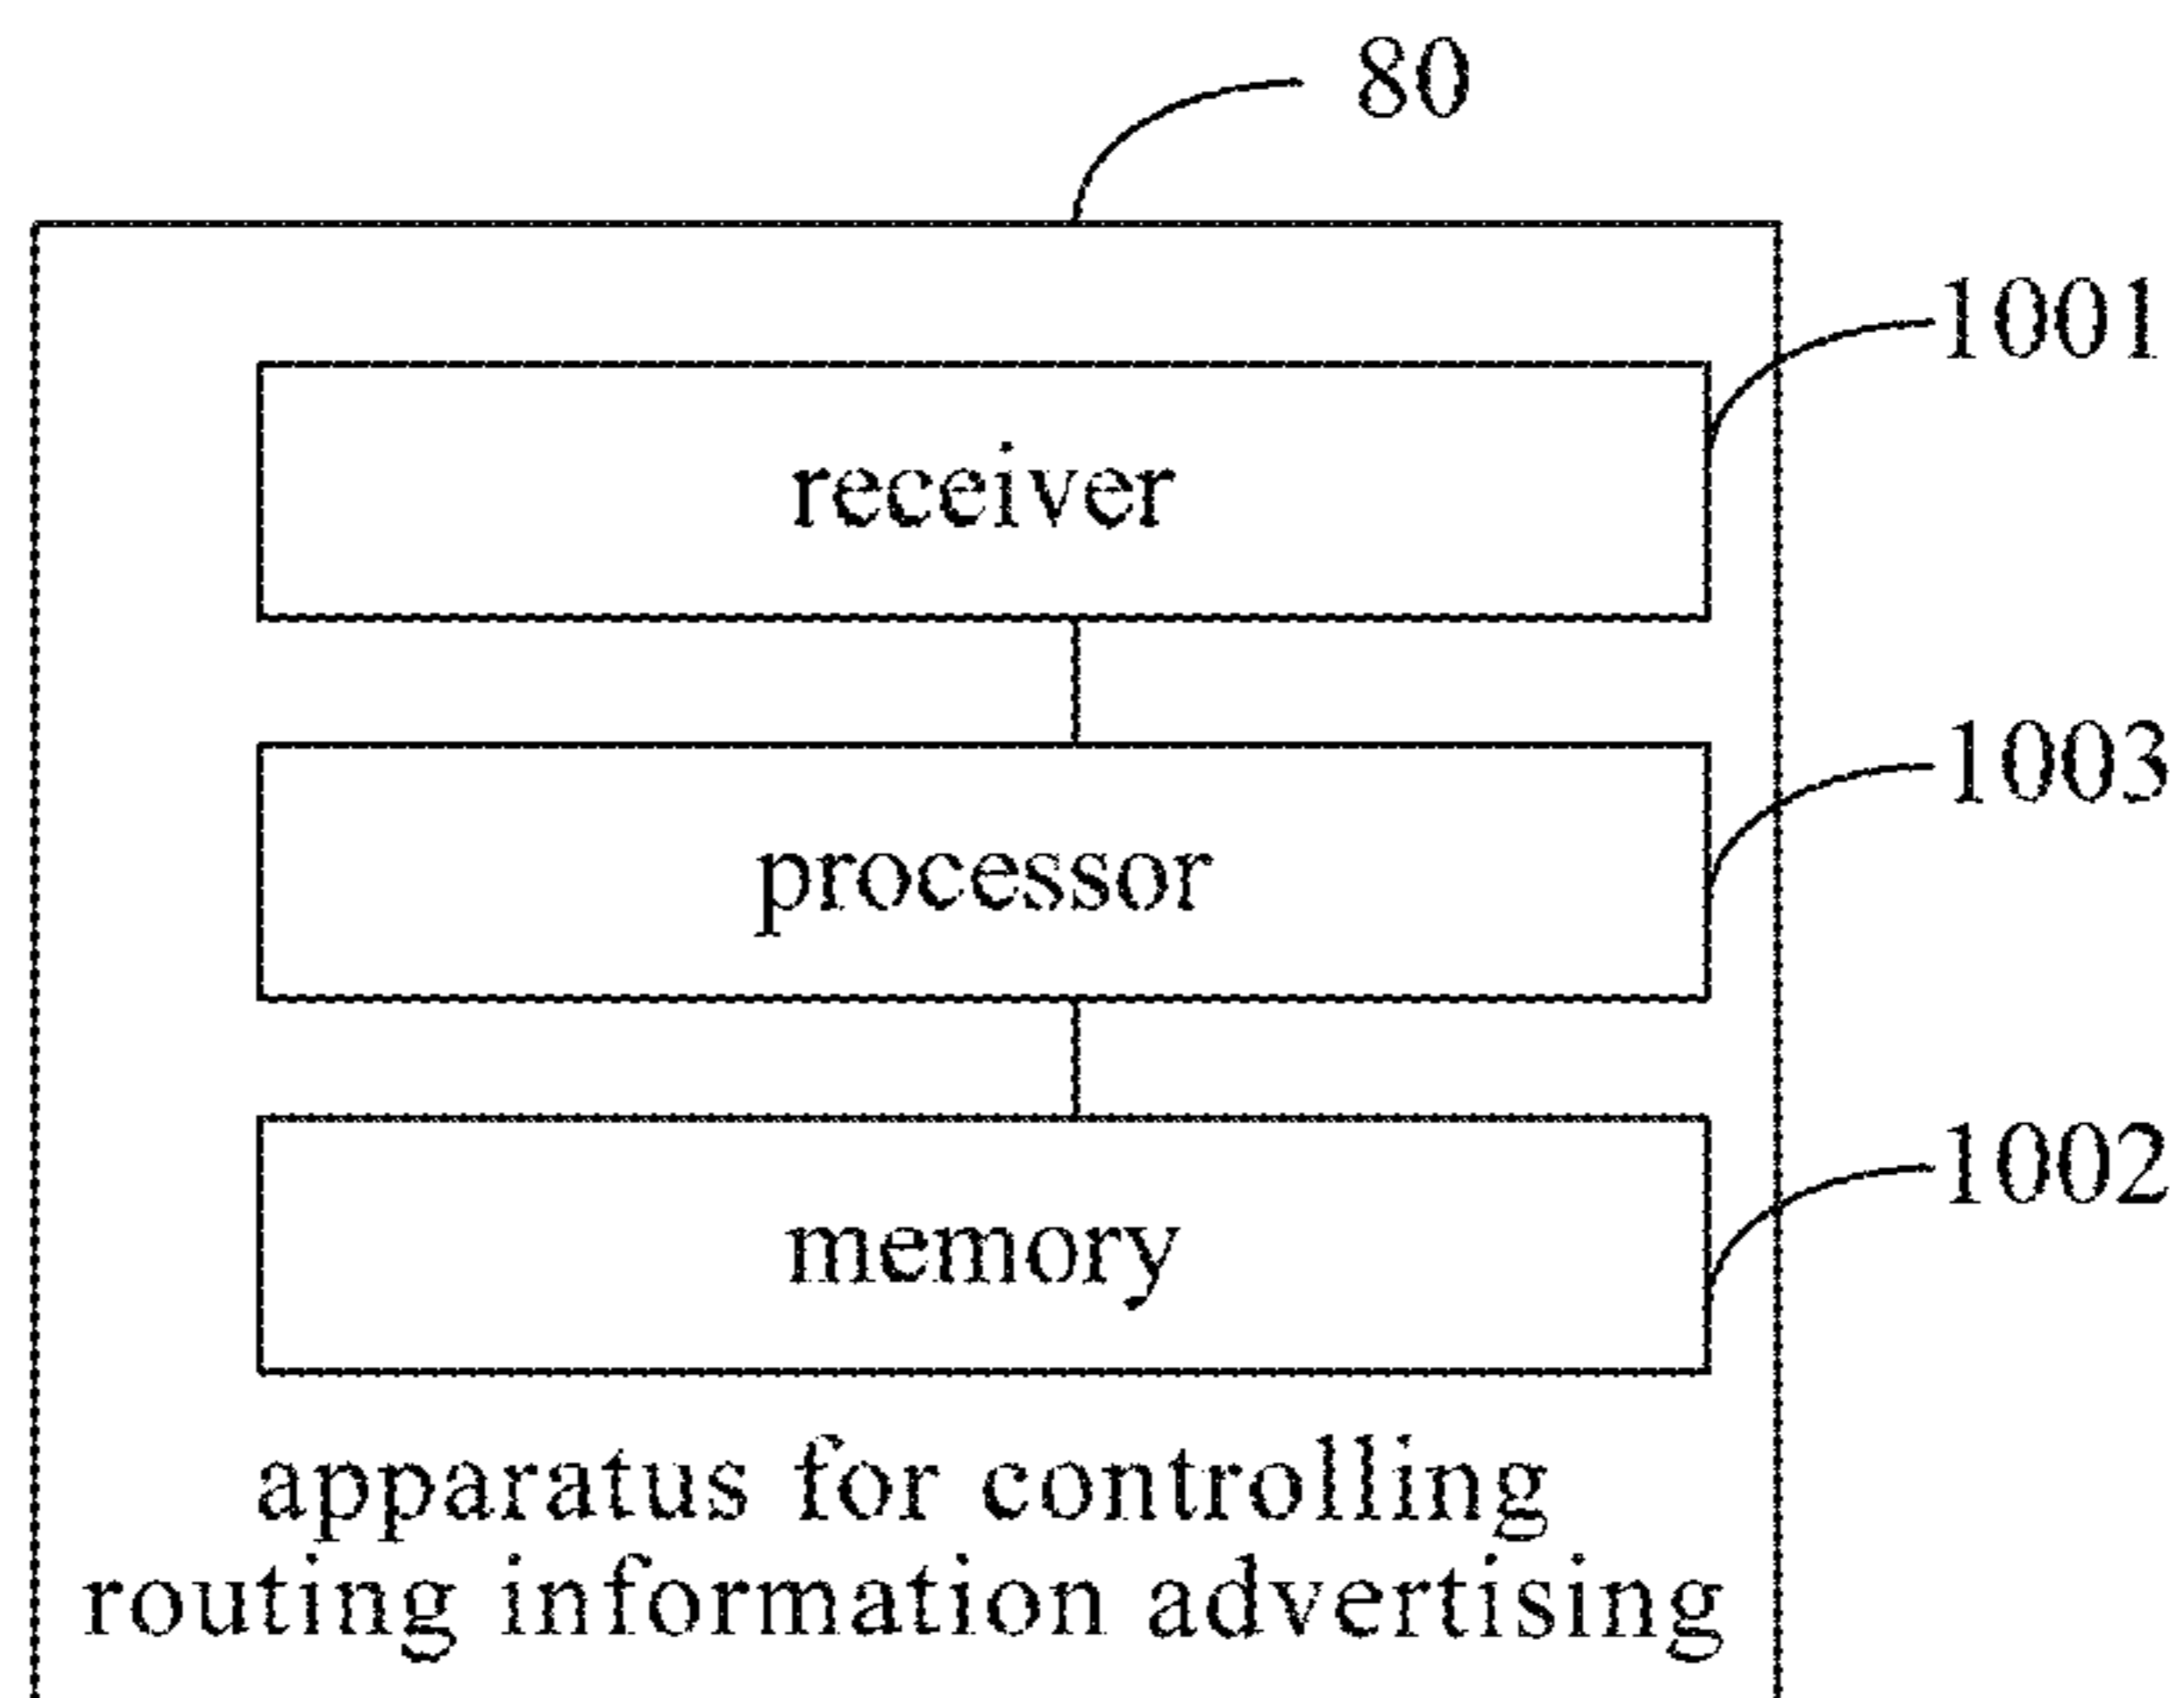 80
1001
receiver
1003
processor
1002
memory
apparatus for controlling
routing information advertising